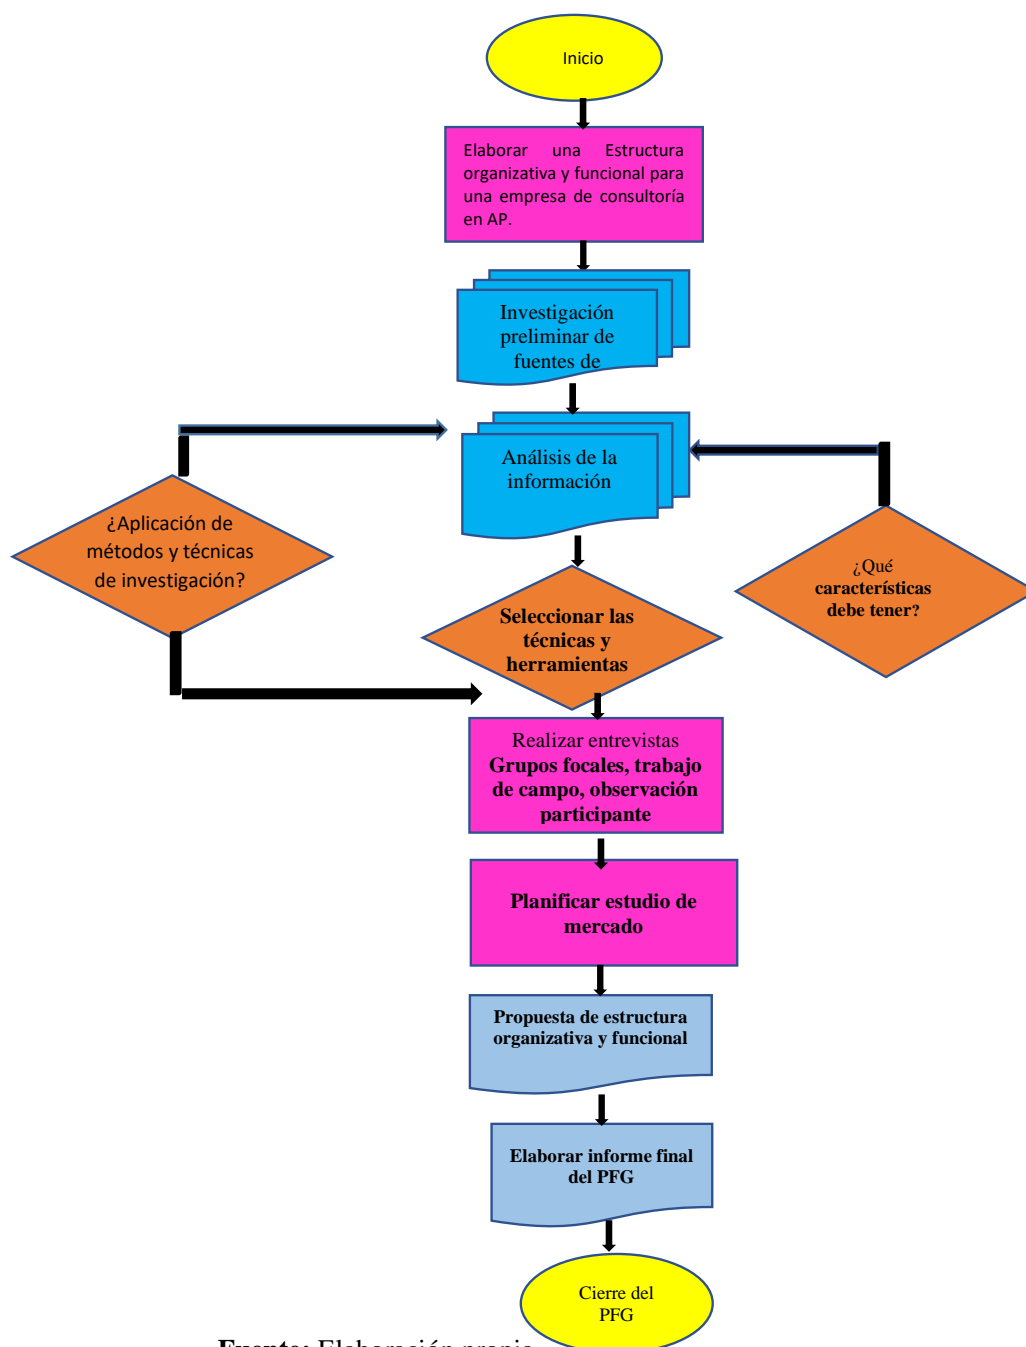 Inicio
Elaborar una Estructura
organizativa y funcional para
una empresa de consultoría
en AP.
Investigación
preliminar de
fuentes de
Análisis de la
información
¿Aplicación de
métodos y técnicas
de investigación?
¿Qué
características
debe tener?
Seleccionar las
técnicas y
herramientas
Realizar entrevistas
Grupos focales, trabajo
de campo, observación
participante
Planificar estudio de
mercado
Propuesta de estructura
organizativa y funcional
Elaborar informe final
del PFG
Cierre del
PFG
Fuente: Elaboración propia